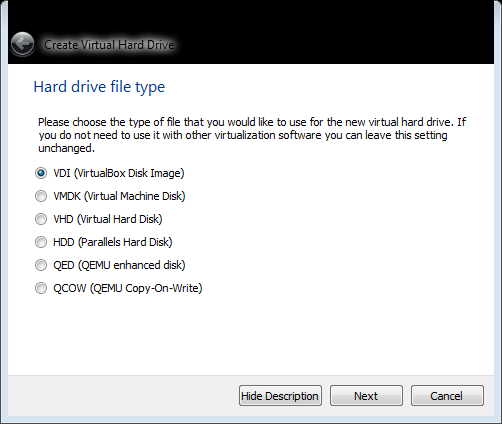 Create Virtual Hard Drive
Hard drive file type
Please choose the type of file that you would like to use for the new virtual hard drive. If
you do not need to use it with other virtualization software you can leave this setting
unchanged.
VDI (VirtualBox Disk Image)
VMDK (Virtual Machine Disk)
VHD (Virtual Hard Disk)
HDD (Parallels Hard Disk)
QED (QEMU enhanced disk)
QCOW (QEMU Copy-On-Write)
Hide Description Next Cancel